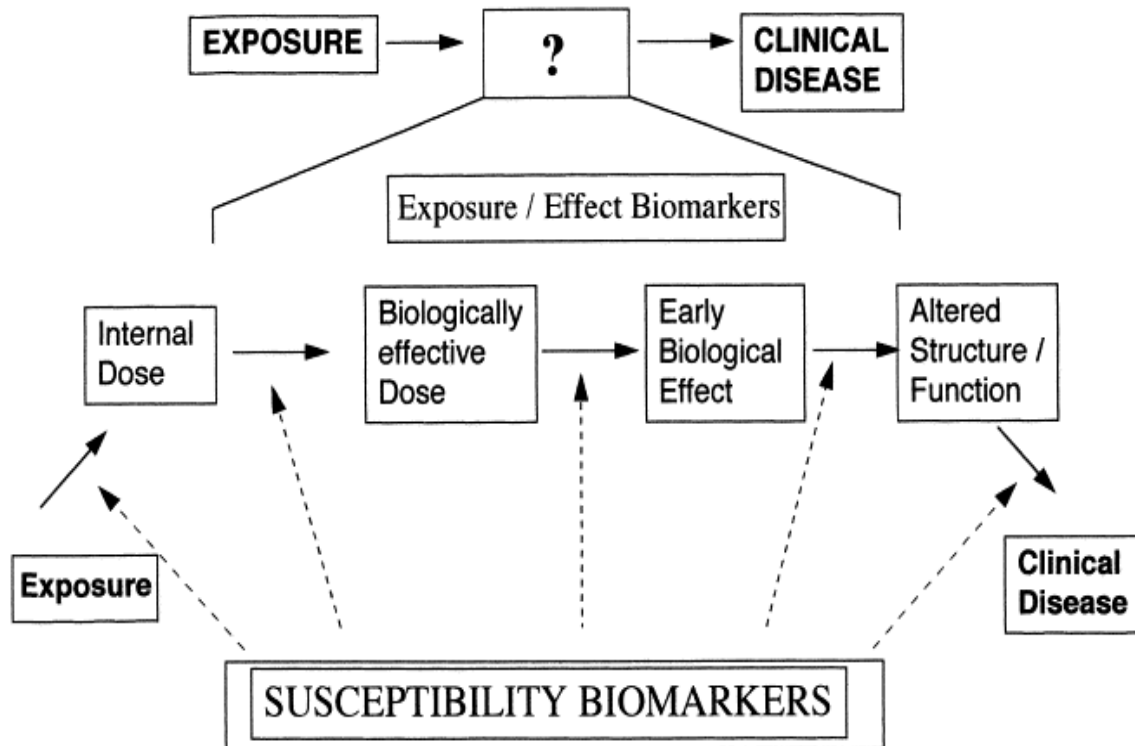 EXPOSURE
?
CLINICAL
DISEASE
Exposure / Effect Biomarkers
Internal
Dose
Biologically
effective
Dose
Early
Biological
Effect
Altered
Structure /
Function
Exposure
Clinical
Disease
SUSCEPTIBILITY BIOMARKERS